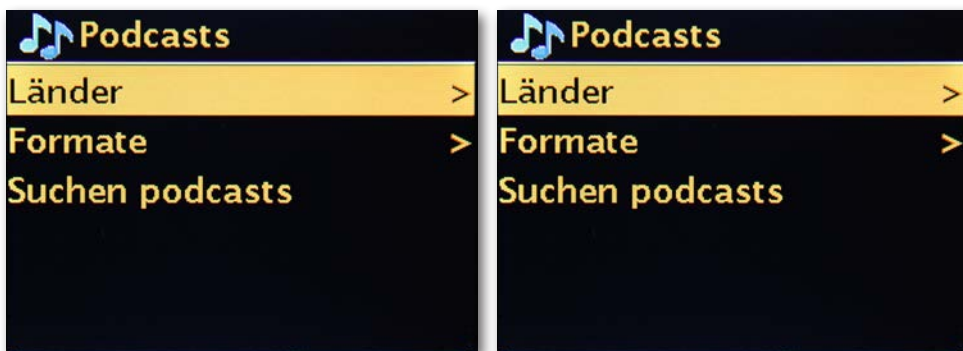 Podcasts
Länder >
Formate >
Suchen podcasts
Podcasts
Länder >
Formate >
Suchen podcasts